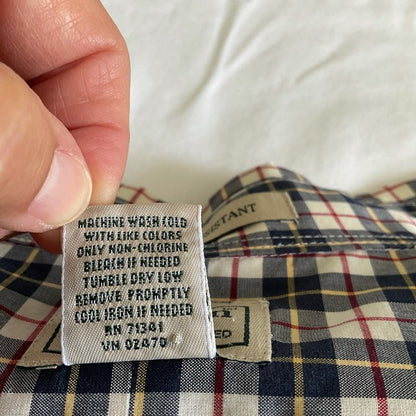 MACHINE WASH COLD
WITH LIKE COLORS
ONLY NON-CHLORINE
BLEACH IF NEEDED
TUMBLE DRY LOW
REMOVE PROMPTLY
COOL IRON IF NEEDED
RN 71341
VN 02470